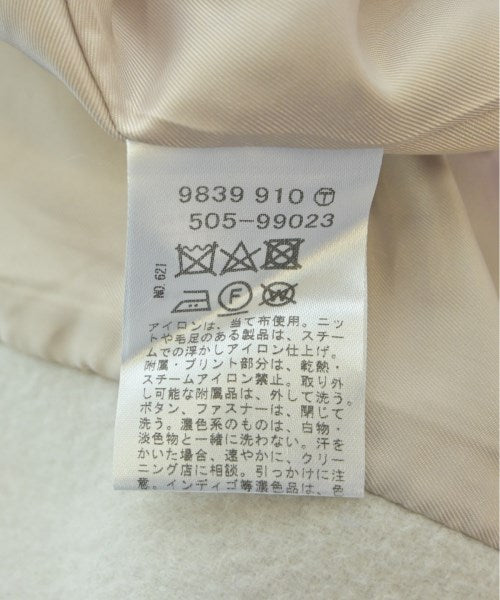 9839 910 Ⓣ
505-99023
NO. 621
F
W
アイロンは、当て布使用。ニッ
トや毛足のある製品は、スチー
ムでの浮かしアイロン仕上げ。
附属・プリント部分は、乾熱・
スチームアイロン禁止。取り外
し可能な附属品は、外して洗う。
ボタン、ファスナーは、閉じて
洗う。濃色系のものは、白物・
淡色物と一緒に洗わない。汗を
かいた場合、速やかに、クリー
ニング店に相談。引っかけに注
意。インディゴ等濃色品は、色